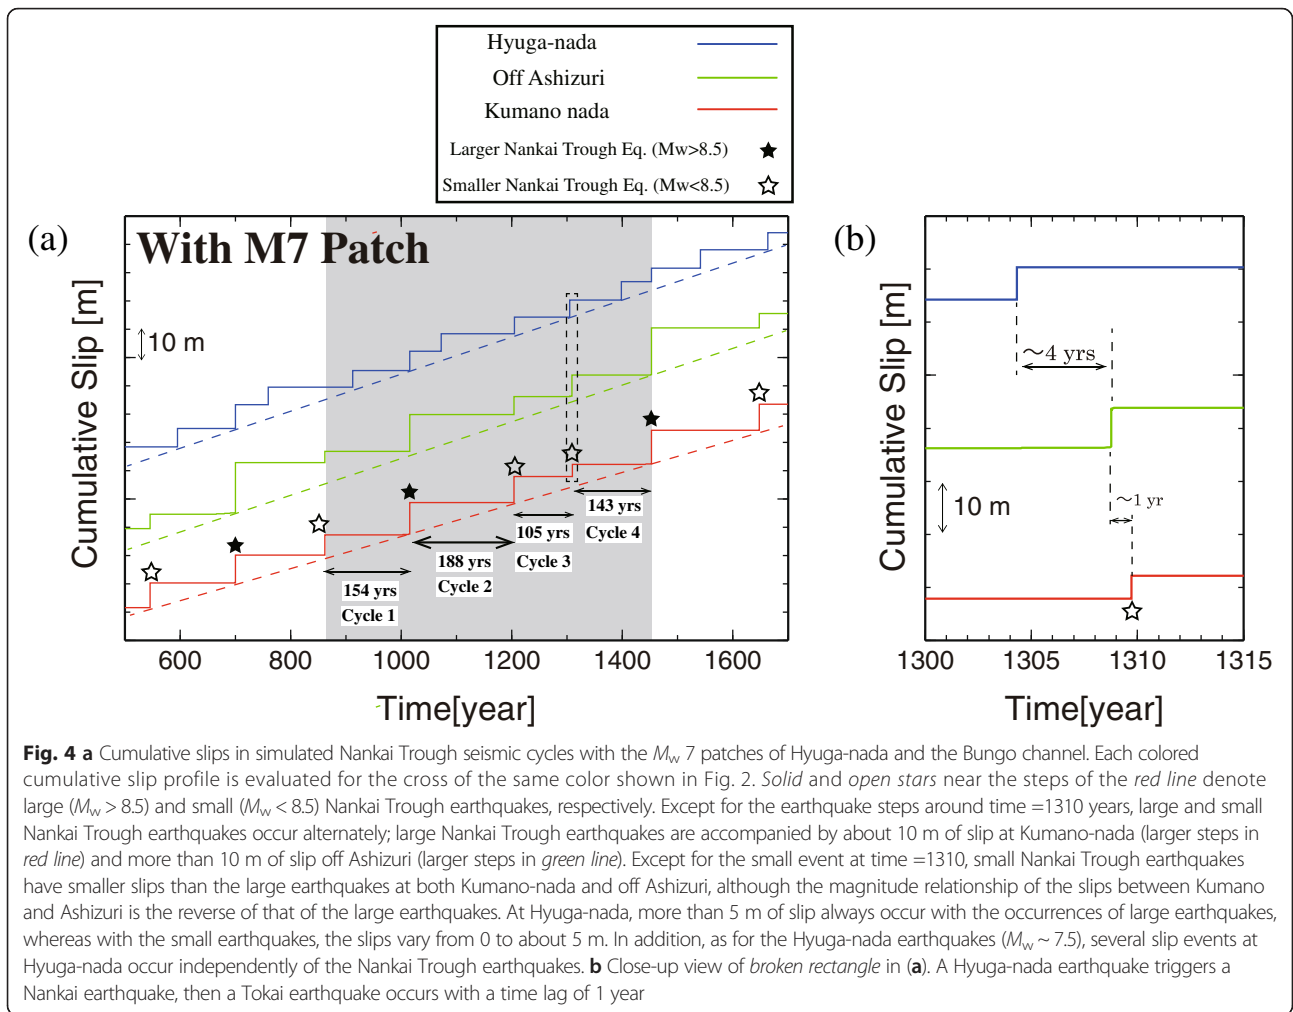 Hyuga-nada
Off Ashizuri
Kumano nada
Larger Nankai Trough Eq. (Mw>8.5)
Smaller Nankai Trough Eq. (Mw<8.5)
(a)
With M7 Patch
Cumulative Slip [m]
10 m
154 yrs
Cycle 1
188 yrs
Cycle 2
105 yrs
Cycle 3
143 yrs
Cycle 4
600 800 1000 1200 1400 1600
Time[year]
(b)
Cumulative Slip [m]
~4 yrs
~1 yr
10 m
1300 1305 1310 1315
Time[year]
Fig. 4 a Cumulative slips in simulated Nankai Trough seismic cycles with the Mw 7 patches of Hyuga-nada and the Bungo channel. Each colored
cumulative slip profile is evaluated for the cross of the same color shown in Fig. 2. Solid and open stars near the steps of the red line denote
large (Mw > 8.5) and small (Mw < 8.5) Nankai Trough earthquakes, respectively. Except for the earthquake steps around time =1310 years, large and small
Nankai Trough earthquakes occur alternately; large Nankai Trough earthquakes are accompanied by about 10 m of slip at Kumano-nada (larger steps in
red line) and more than 10 m of slip off Ashizuri (larger steps in green line). Except for the small event at time =1310, small Nankai Trough earthquakes
have smaller slips than the large earthquakes at both Kumano-nada and off Ashizuri, although the magnitude relationship of the slips between Kumano
and Ashizuri is the reverse of that of the large earthquakes. At Hyuga-nada, more than 5 m of slip always occur with the occurrences of large earthquakes,
whereas with the small earthquakes, the slips vary from 0 to about 5 m. In addition, as for the Hyuga-nada earthquakes (Mw ~ 7.5), several slip events at
Hyuga-nada occur independently of the Nankai Trough earthquakes. b Close-up view of broken rectangle in (a). A Hyuga-nada earthquake triggers a
Nankai earthquake, then a Tokai earthquake occurs with a time lag of 1 year